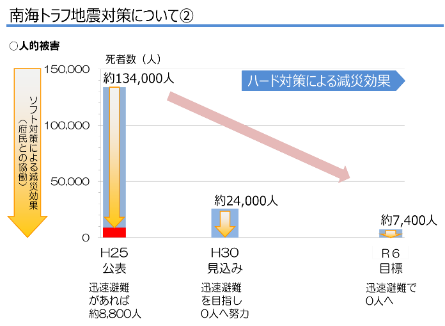 南海トラフ地震対策について②
○人的被害
死者数（人）
150,000
100,000
50,000
0
約134,000人
ハード対策による減災効果
ソフト対策による減災効果
（府民との協働）
約24,000人
約7,400人
H25
公表
H30
見込み
R6
目標
迅速避難
があれば
約8,800人
迅速避難
を目指し
0人へ努力
迅速避難で
0人へ